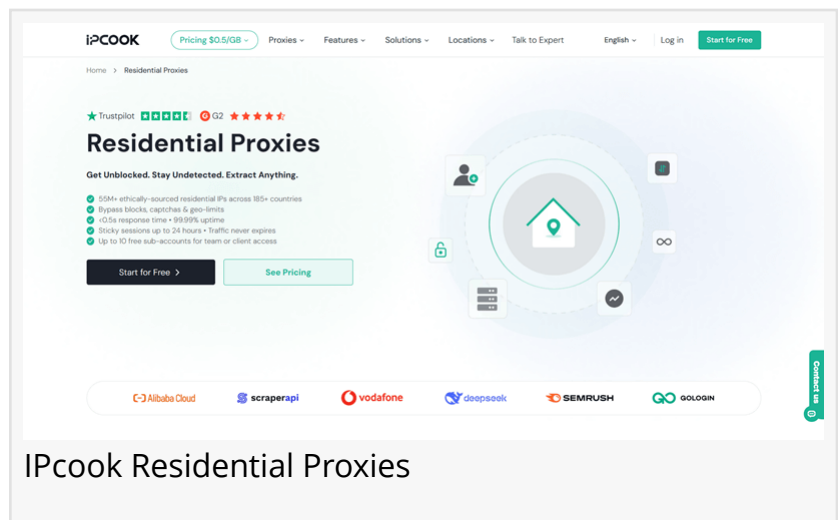 IPCOOK
Pricing $0.5/GB
Proxies
Features
Solutions
Locations
Talk to Expert
English
Log in
Start for Free
Home > Residential Proxies
Trustpilot G2
Residential Proxies
Get Unblocked. Stay Undetected. Extract Anything.
55M+ ethically-sourced residential IPs across 185+ countries
Bypass blocks, captchas & geo-limits
<0.5s response time • 99.99% uptime
Sticky sessions up to 24 hours • Traffic never expires
Up to 10 free sub-accounts for team or client access
Start for Free >
See Pricing
Contact us
Alibaba Cloud
scraperapi
vodafone
deepseek
SEMRUSH
GOLOGIN
IPcook Residential Proxies